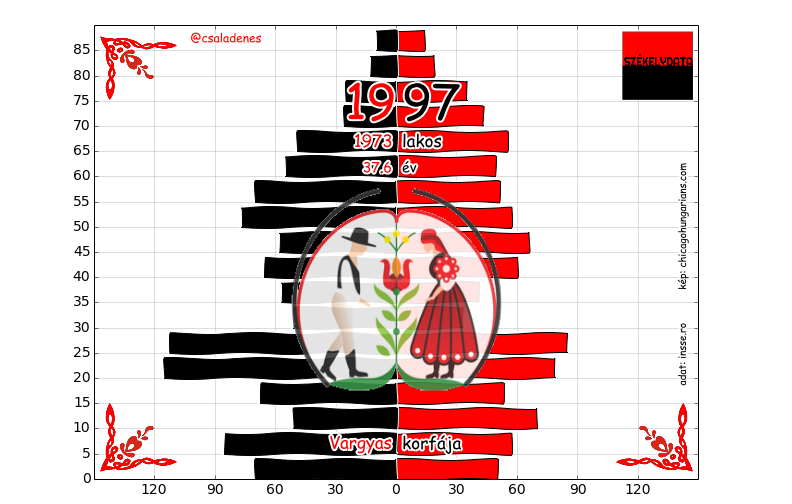 @csaladenes
SZÉKELYDATA
1997
1973 lakos
37.6 év
kép: chicagohungarians.com
adat: insse.ro
Vargyas korfája
85
80
75
70
65
60
55
50
45
40
35
30
25
20
15
10
5
0
120 90 60 30 0 30 60 90 120